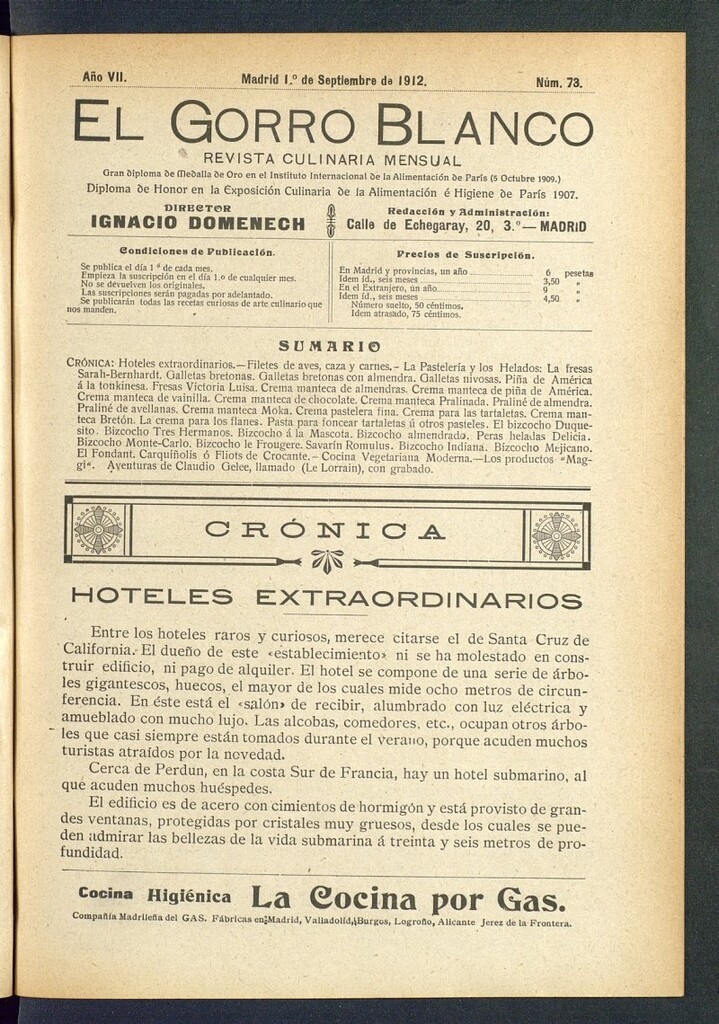 Año VII.
Madrid 1.º de Septiembre de 1912.
Núm. 73.
EL GORRO BLANCO
REVISTA CULINARIA MENSUAL
Gran diploma de Medalla de Oro en el Instituto Internacional de la Alimentación de París (5 Octubre 1909.)
Diploma de Honor en la Exposición Culinaria de la Alimentación é Higiene de París 1907.
DIRECTOR
IGNACIO DOMENECH
Redacción y Administración:
Calle de Echegaray, 20, 3.º — MADRID
Condiciones de Publicación.
Se publica el día 1º de cada mes.
Empieza la suscripción en el día 1.º de cualquier mes.
No se devuelven los originales.
Las suscripciones serán pagadas por adelantado.
Se publicarán todas las recetas curiosas de arte culinario que
nos manden.
Precios de Suscripción.
En Madrid y provincias, un año 6 pesetas
Idem id., seis meses 3,50 "
En el Extranjero, un año 9 "
Idem íd., seis meses 4,50 "
Número suelto, 50 céntimos.
Idem atrasado, 75 céntimos.
SUMARIO
CRÓNICA: Hoteles extraordinarios.—Filetes de aves, caza y carnes.- La Pastelería y los Helados: La fresas
Sarah-Bernhardt. Galletas bretonas. Galletas bretonas con almendra. Galletas nivosas. Piña de América
á la tonkinesa. Fresas Victoria Luisa. Crema manteca de almendras. Crema manteca de piña de América.
Crema manteca de vainilla. Crema manteca de chocolate. Crema manteca Pralinada. Praliné de almendra.
Praliné de avellanas. Crema manteca Moka. Crema pastelera fina. Crema para las tartaletas. Crema man-
teca Bretón. La crema para los flanes. Pasta para foncear tartaletas ú otros pasteles. El bizcocho Duque-
sito. Bizcocho Tres Hermanos. Bizcocho á la Mascota. Bizcocho almendrado. Peras heladas Delicia.
Bizcocho Monte-Carlo. Bizcocho le Frougere. Savarín Romulus. Bizcocho Indiana. Bizcocho Mejicano.
El Fondant. Carquiñolis ó Fliots de Crocante.- Cocina Vegetariana Moderna.—Los productos "Mag-
gi". Aventuras de Claudio Gelee, llamado (Le Lorrain), con grabado.
CRÓNICA
HOTELES EXTRAORDINARIOS
Entre los hoteles raros y curiosos, merece citarse el de Santa Cruz de
California. El dueño de este «establecimiento» ni se ha molestado en cons-
truir edificio, ni pago de alquiler. El hotel se compone de una serie de árbo-
les gigantescos, huecos, el mayor de los cuales mide ocho metros de circun-
ferencia. En éste está el «salón» de recibir, alumbrado con luz eléctrica y
amueblado con mucho lujo. Las alcobas, comedores, etc., ocupan otros árbo-
les que casi siempre están tomados durante el verano, porque acuden muchos
turistas atraídos por la novedad.
Cerca de Perdun, en la costa Sur de Francia, hay un hotel submarino, al
que acuden muchos huéspedes.
El edificio es de acero con cimientos de hormigón y está provisto de gran-
des ventanas, protegidas por cristales muy gruesos, desde los cuales se pue-
den admirar las bellezas de la vida submarina á treinta y seis metros de pro-
fundidad.
Cocina Higiénica La Cocina por Gas.
Compañía Madrileña del GAS. Fábricas en Madrid, Valladolid, Burgos, Logroño, Alicante Jerez de la Frontera.